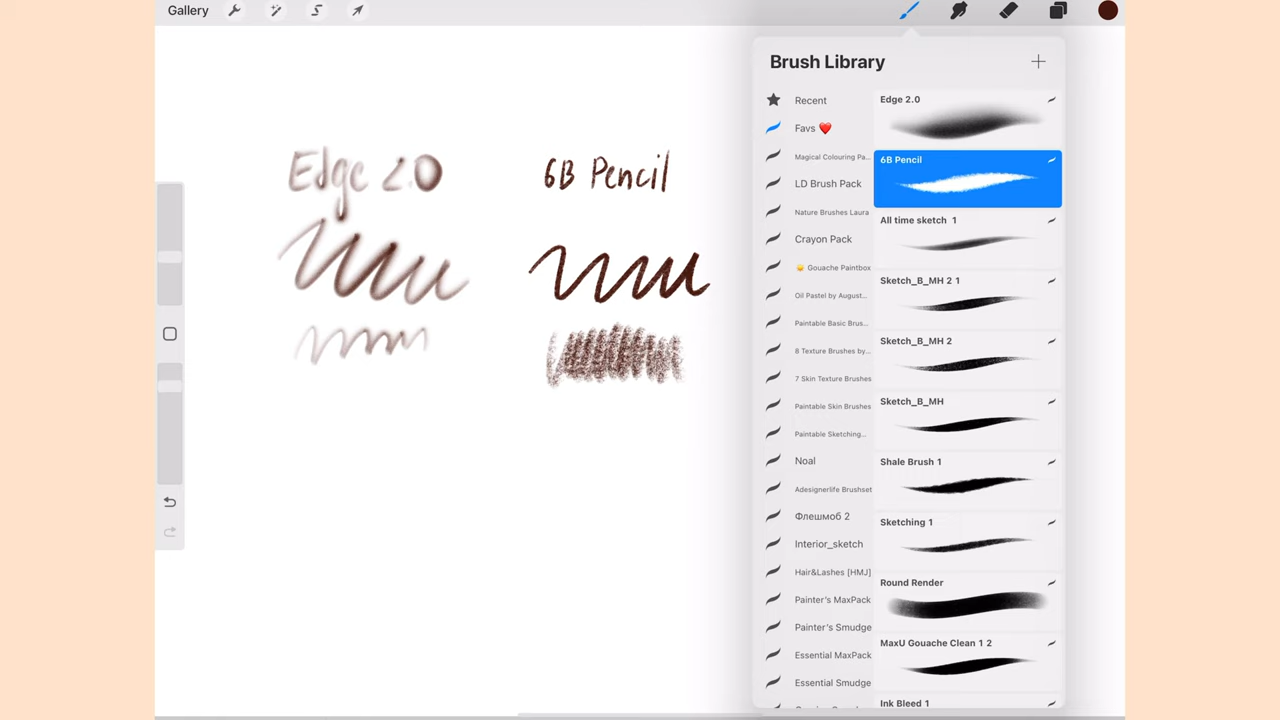 Gallery
Edge 2.0
6B Pencil
Brush Library
Recent
Favs ❤️
Magical Colouring Pa...
LD Brush Pack
Nature Brushes Laura
Crayon Pack
Gouache Paintbox
Oil Pastel by August...
Paintable Basic Brus...
8 Texture Brushes by...
7 Skin Texture Brushes
Paintable Skin Brushes
Paintable Sketching...
Noal
Adesignerlife Brushset
Флешмоб 2
Interior_sketch
Hair&Lashes [HMJ]
Painter's MaxPack
Painter's Smudge
Essential MaxPack
Essential Smudge
Edge 2.0
6B Pencil
All time sketch 1
Sketch_B_MH 2 1
Sketch_B_MH 2
Sketch_B_MH
Shale Brush 1
Sketching 1
Round Render
MaxU Gouache Clean 1 2
Ink Bleed 1